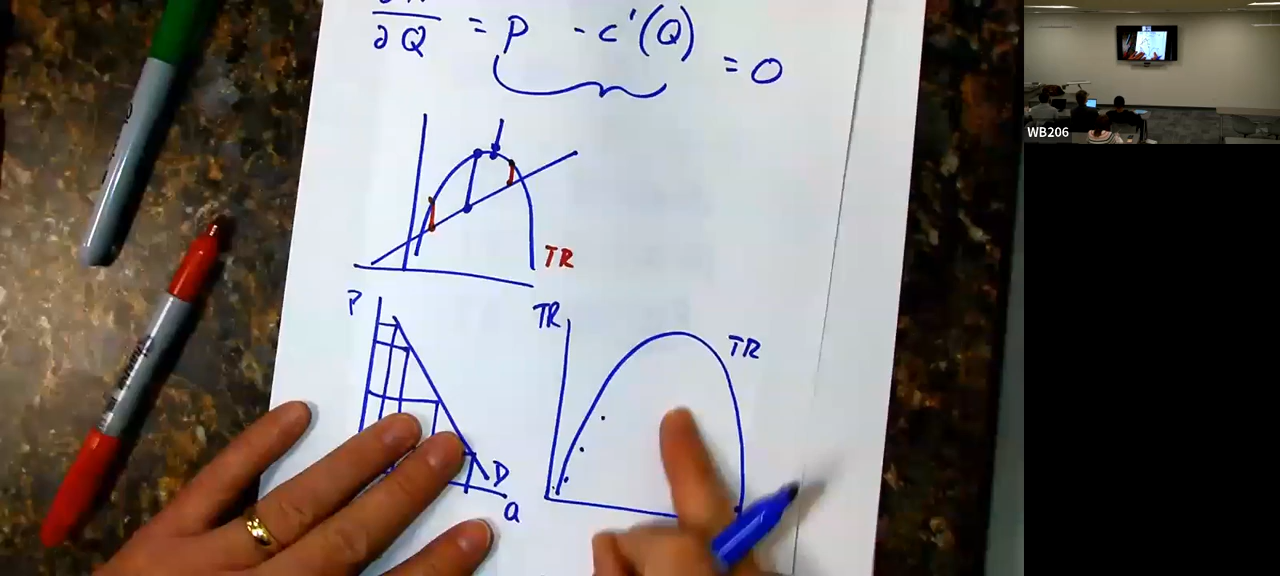 ∂Q = P - c'(Q) = 0
TR
P
TR
TR
D
Q
WB206